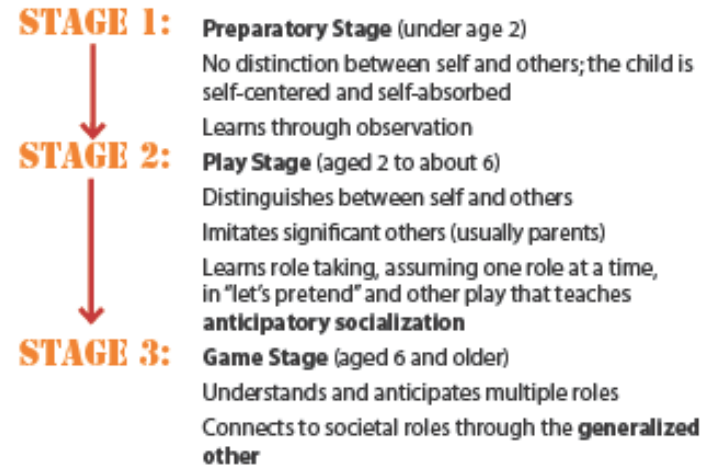 STAGE 1: Preparatory Stage (under age 2)
No distinction between self and others; the child is
self-centered and self-absorbed
Learns through observation
STAGE 2: Play Stage (aged 2 to about 6)
Distinguishes between self and others
Imitates significant others (usually parents)
Learns role taking, assuming one role at a time,
in "let's pretend" and other play that teaches
anticipatory socialization
STAGE 3: Game Stage (aged 6 and older)
Understands and anticipates multiple roles
Connects to societal roles through the generalized
other